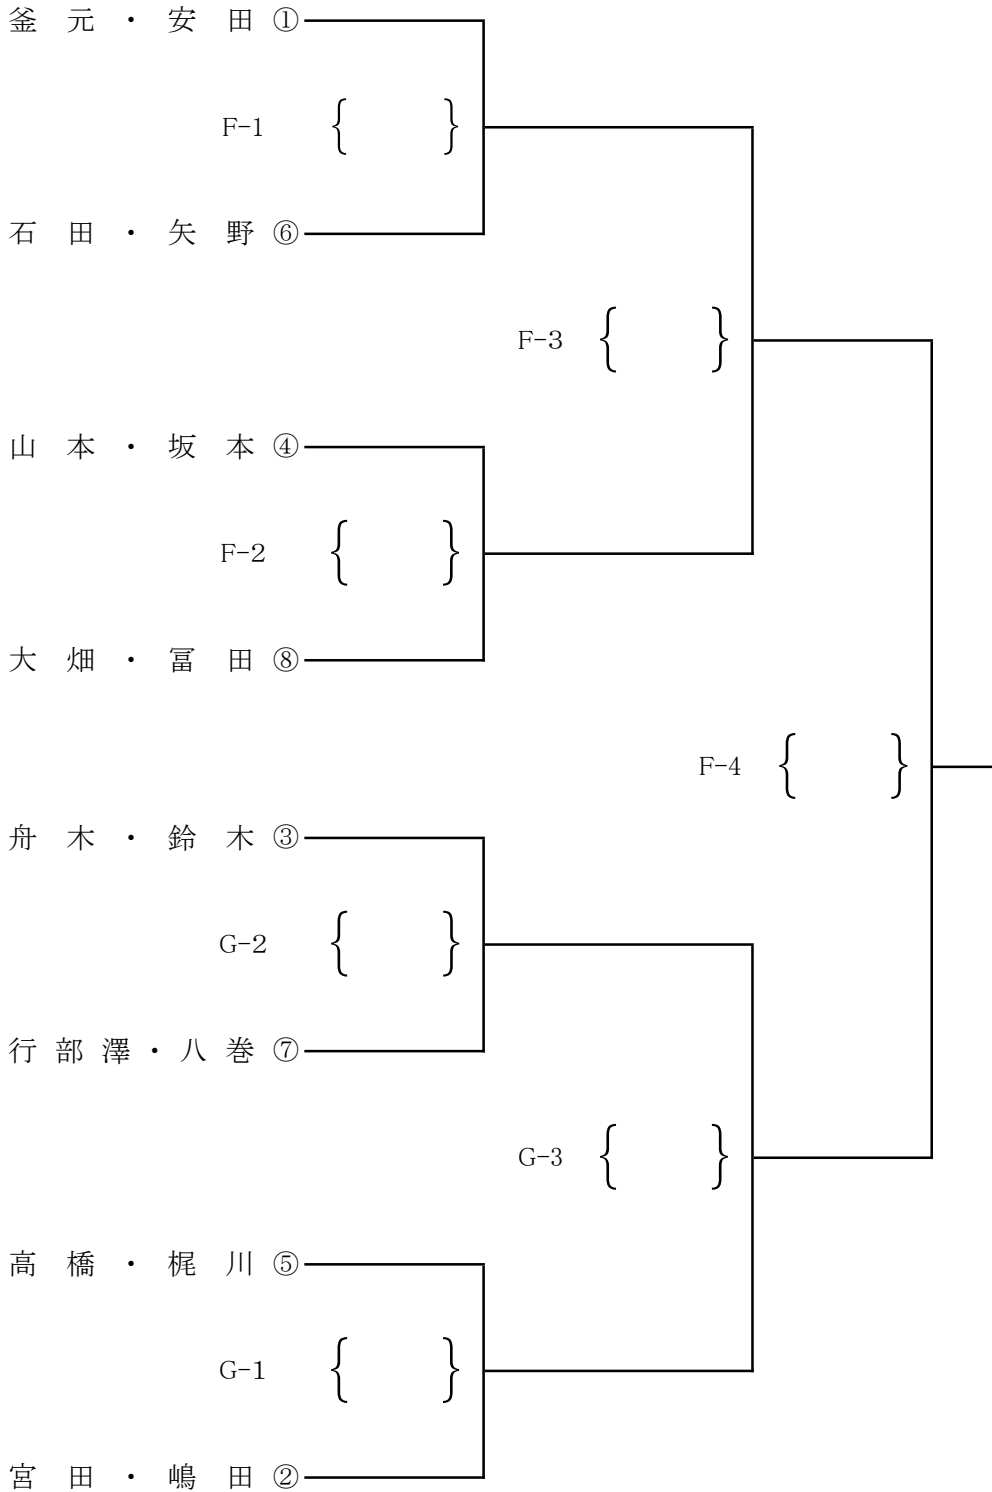 釜元・安田①
F-1 { }
石田・矢野⑥
F-3 { }
山本・坂本④
F-2 { }
大畑・冨田⑧
F-4 { }
舟木・鈴木③
G-2 { }
行部澤・八巻⑦
G-3 { }
高橋・梶川⑤
G-1 { }
宮田・嶋田②